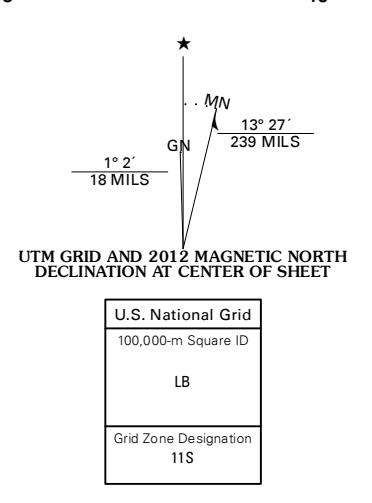 ★
MN
GN
13° 27´
239 MILS
1° 2´
18 MILS
UTM GRID AND 2012 MAGNETIC NORTH
DECLINATION AT CENTER OF SHEET
U.S. National Grid
100,000-m Square ID
LB
Grid Zone Designation
11S